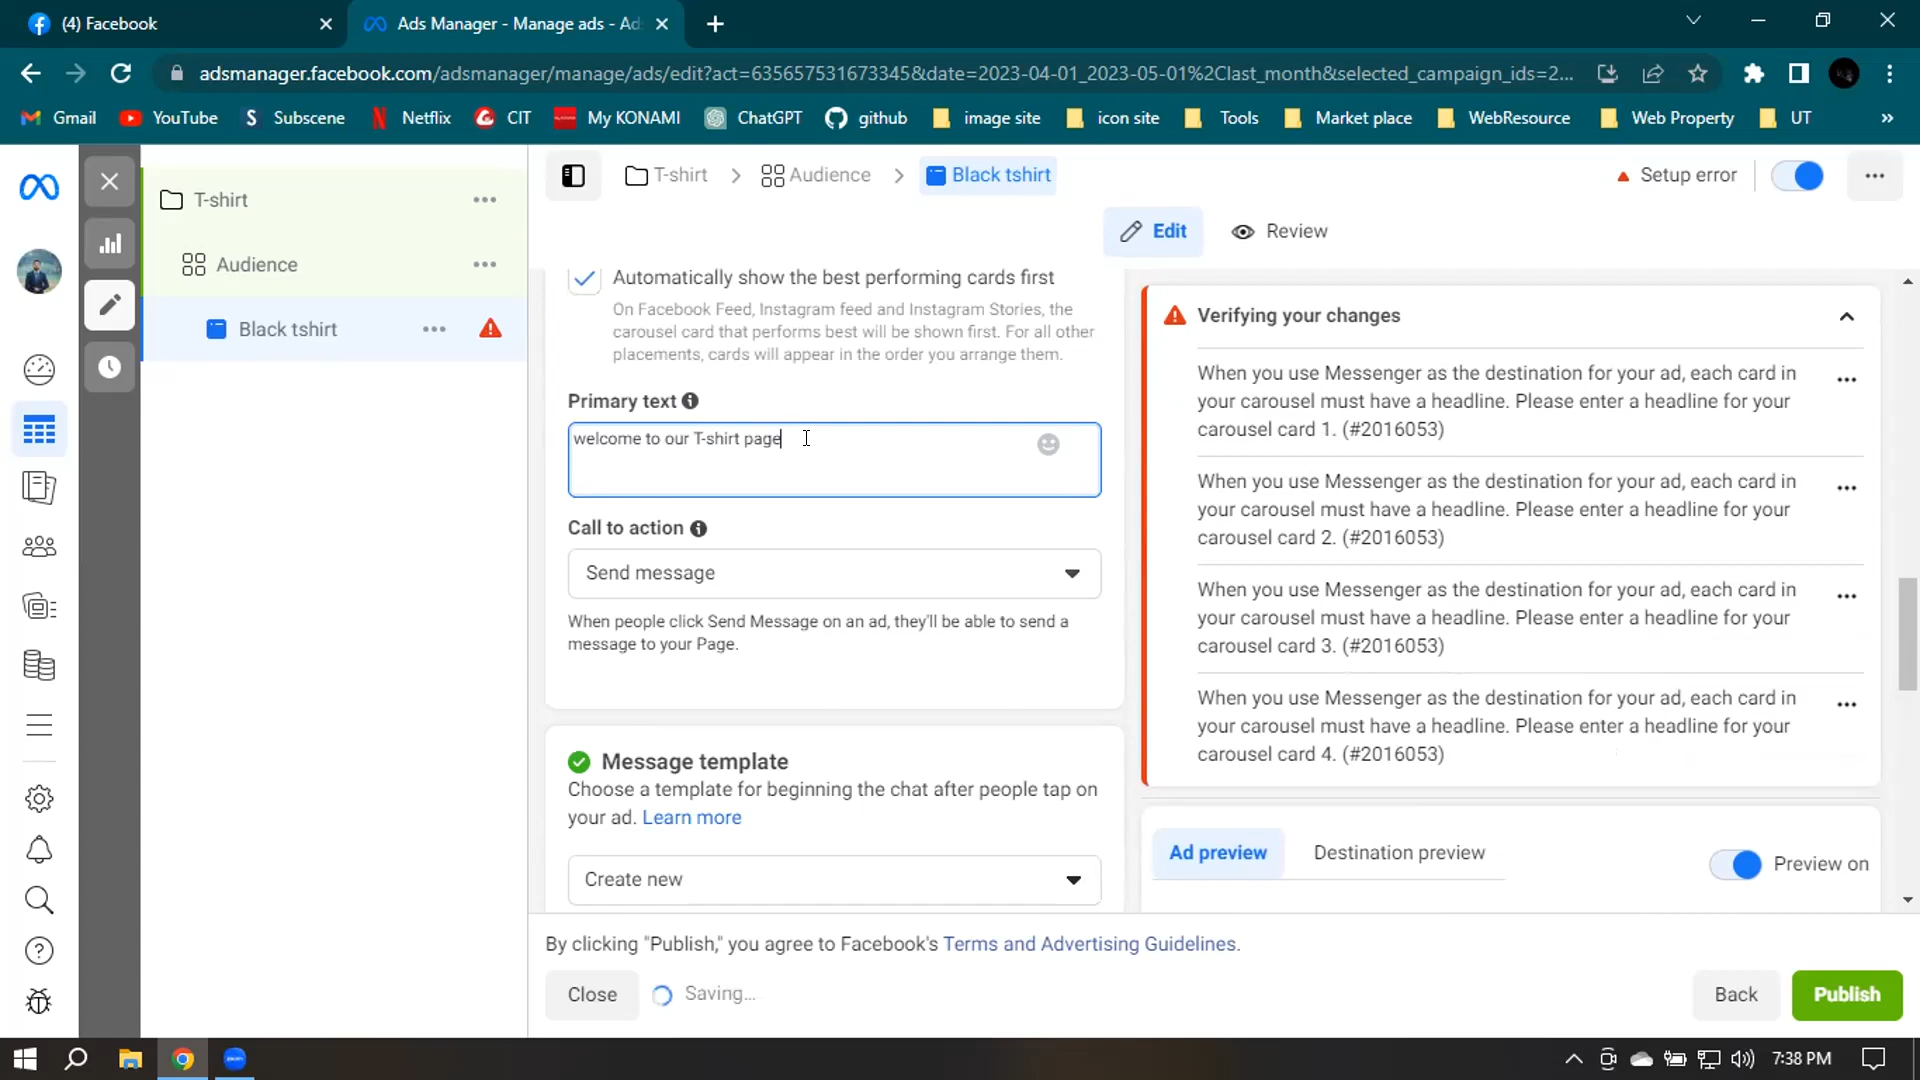 (4) Facebook
Ads Manager - Manage ads - Ads
adsmanager.facebook.com/adsmanager/manage/ads/edit?act=635657531673345&date=2023-04-01_2023-05-01%2Clast_month&selected_campaign_ids=2...
Gmail YouTube Subscene Netflix CIT My KONAMI ChatGPT github image site icon site Tools Market place WebResource Web Property UT »
T-shirt
Audience
Black tshirt
T-shirt > Audience > Black tshirt
Setup error
Edit Review
Automatically show the best performing cards first
On Facebook Feed, Instagram feed and Instagram Stories, the
carousel card that performs best will be shown first. For all other
placements, cards will appear in the order you arrange them.
Primary text
welcome to our T-shirt page
Call to action
Send message
When people click Send Message on an ad, they'll be able to send a
message to your Page.
Message template
Choose a template for beginning the chat after people tap on
your ad. Learn more
Create new
Verifying your changes
When you use Messenger as the destination for your ad, each card in
your carousel must have a headline. Please enter a headline for your
carousel card 1. (#2016053)
When you use Messenger as the destination for your ad, each card in
your carousel must have a headline. Please enter a headline for your
carousel card 2. (#2016053)
When you use Messenger as the destination for your ad, each card in
your carousel must have a headline. Please enter a headline for your
carousel card 3. (#2016053)
When you use Messenger as the destination for your ad, each card in
your carousel must have a headline. Please enter a headline for your
carousel card 4. (#2016053)
Ad preview Destination preview Preview on
By clicking "Publish," you agree to Facebook's Terms and Advertising Guidelines.
Close Saving... Back Publish
7:38 PM